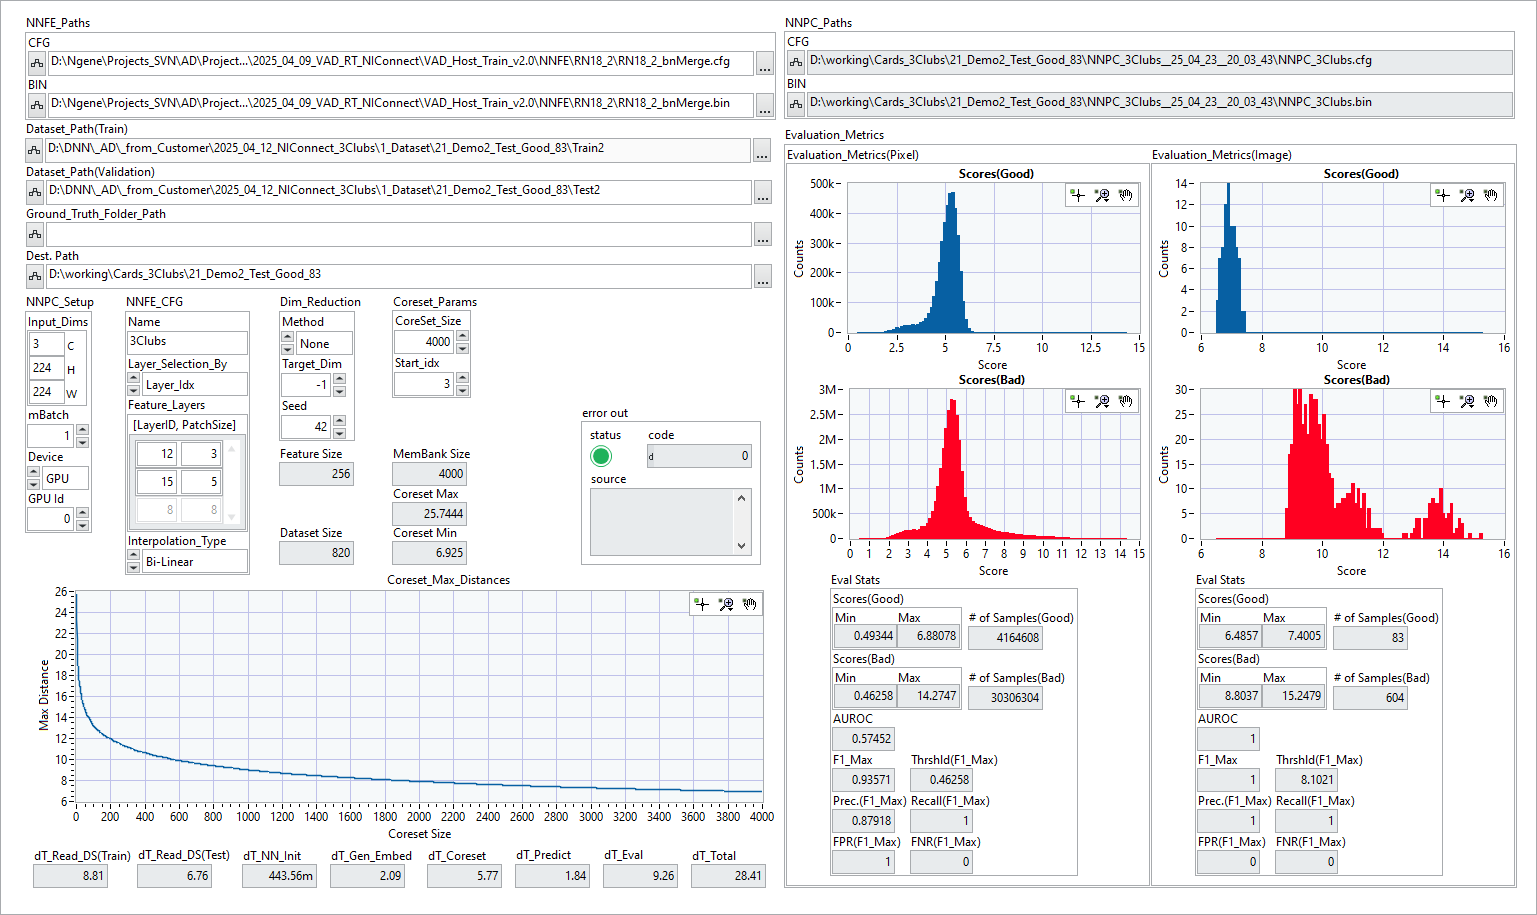 NNFE_Paths
CFG
D:\Ngene\Projects_SVN\AD\Project...\2025_04_09_VAD_RT_NIConnect\VAD_Host_Train_v2.0\NNFE\RN18_2\RN18_2_bnMerge.cfg
...
BIN
D:\Ngene\Projects_SVN\AD\Project...\2025_04_09_VAD_RT_NIConnect\VAD_Host_Train_v2.0\NNFE\RN18_2\RN18_2_bnMerge.bin
...
Dataset_Path(Train)
D:\DNN\_AD\_from_Customer\2025_04_12_NIConnect_3Clubs\1_Dataset\21_Demo2_Test_Good_83\Train2
...
Dataset_Path(Validation)
D:\DNN\_AD\_from_Customer\2025_04_12_NIConnect_3Clubs\1_Dataset\21_Demo2_Test_Good_83\Test2
...
Ground_Truth_Folder_Path
...
Dest. Path
D:\working\Cards_3Clubs\21_Demo2_Test_Good_83
...
NNPC_Setup
Input_Dims
3 C
224 H
224 W
mBatch
1
Device
GPU
GPU Id
0
NNFE_CFG
Name
3Clubs
Layer_Selection_By
Layer_Idx
Feature_Layers
[LayerID, PatchSize]
12 3
15 5
8 8
Interpolation_Type
Bi-Linear
Dim_Reduction
Method
None
Target_Dim
-1
Seed
42
Feature Size
256
Dataset Size
820
Coreset_Params
CoreSet_Size
4000
Start_idx
3
MemBank Size
4000
Coreset Max
25.7444
Coreset Min
6.925
error out
status code
d 0
source
Coreset_Max_Distances
Max Distance
26
24
22
20
18
16
14
12
10
8
6
0 200 400 600 800 1000 1200 1400 1600 1800 2000 2200 2400 2600 2800 3000 3200 3400 3600 3800 4000
Coreset Size
dT_Read_DS(Train) dT_Read_DS(Test) dT_NN_Init dT_Gen_Embed dT_Coreset dT_Predict dT_Eval dT_Total
8.81 6.76 443.56m 2.09 5.77 1.84 9.26 28.41
NNPC_Paths
CFG
D:\working\Cards_3Clubs\21_Demo2_Test_Good_83\NNPC_3Clubs__25_04_23__20_03_43\NNPC_3Clubs.cfg
BIN
D:\working\Cards_3Clubs\21_Demo2_Test_Good_83\NNPC_3Clubs__25_04_23__20_03_43\NNPC_3Clubs.bin
Evaluation_Metrics
Evaluation_Metrics(Pixel)
Scores(Good)
Counts
500k
400k
300k
200k
100k
0
0 2.5 5 7.5 10 12.5 15
Score
Scores(Bad)
Counts
3M
2.5M
2M
1.5M
1M
500k
0
0 1 2 3 4 5 6 7 8 9 10 11 12 13 14 15
Score
Eval Stats
Scores(Good)
Min Max # of Samples(Good)
0.49344 6.88078 4164608
Scores(Bad)
Min Max # of Samples(Bad)
0.46258 14.2747 30306304
AUROC
0.57452
F1_Max Thrshld(F1_Max)
0.93571 0.46258
Prec.(F1_Max) Recall(F1_Max)
0.87918 1
FPR(F1_Max) FNR(F1_Max)
1 0
Evaluation_Metrics(Image)
Scores(Good)
Counts
14
12
10
8
6
4
2
0
6 8 10 12 14 16
Score
Scores(Bad)
Counts
30
25
20
15
10
5
0
6 8 10 12 14 16
Score
Eval Stats
Scores(Good)
Min Max # of Samples(Good)
6.4857 7.4005 83
Scores(Bad)
Min Max # of Samples(Bad)
8.8037 15.2479 604
AUROC
1
F1_Max Thrshld(F1_Max)
1 8.1021
Prec.(F1_Max) Recall(F1_Max)
1 1
FPR(F1_Max) FNR(F1_Max)
0 0